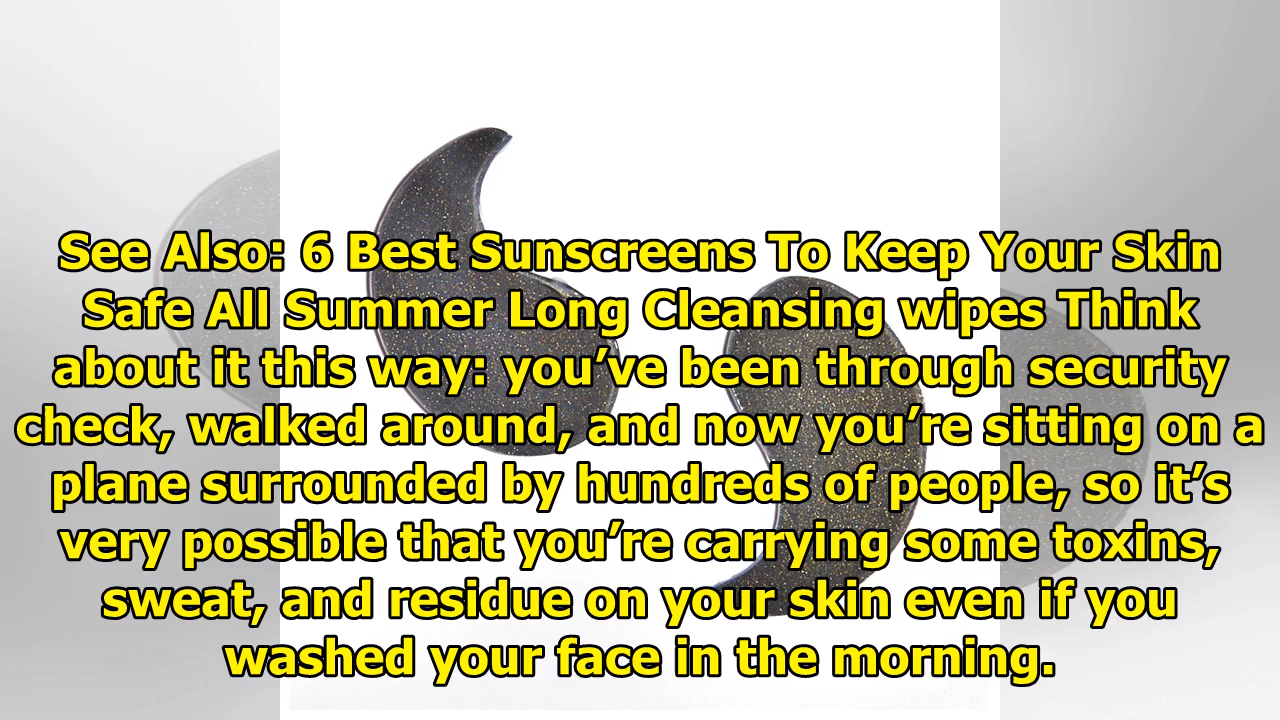 See Also: 6 Best Sunscreens To Keep Your Skin
Safe All Summer Long Cleansing wipes Think
about it this way: you’ve been through security
check, walked around, and now you’re sitting on a
plane surrounded by hundreds of people, so it’s
very possible that you’re carrying some toxins,
sweat, and residue on your skin even if you
washed your face in the morning.